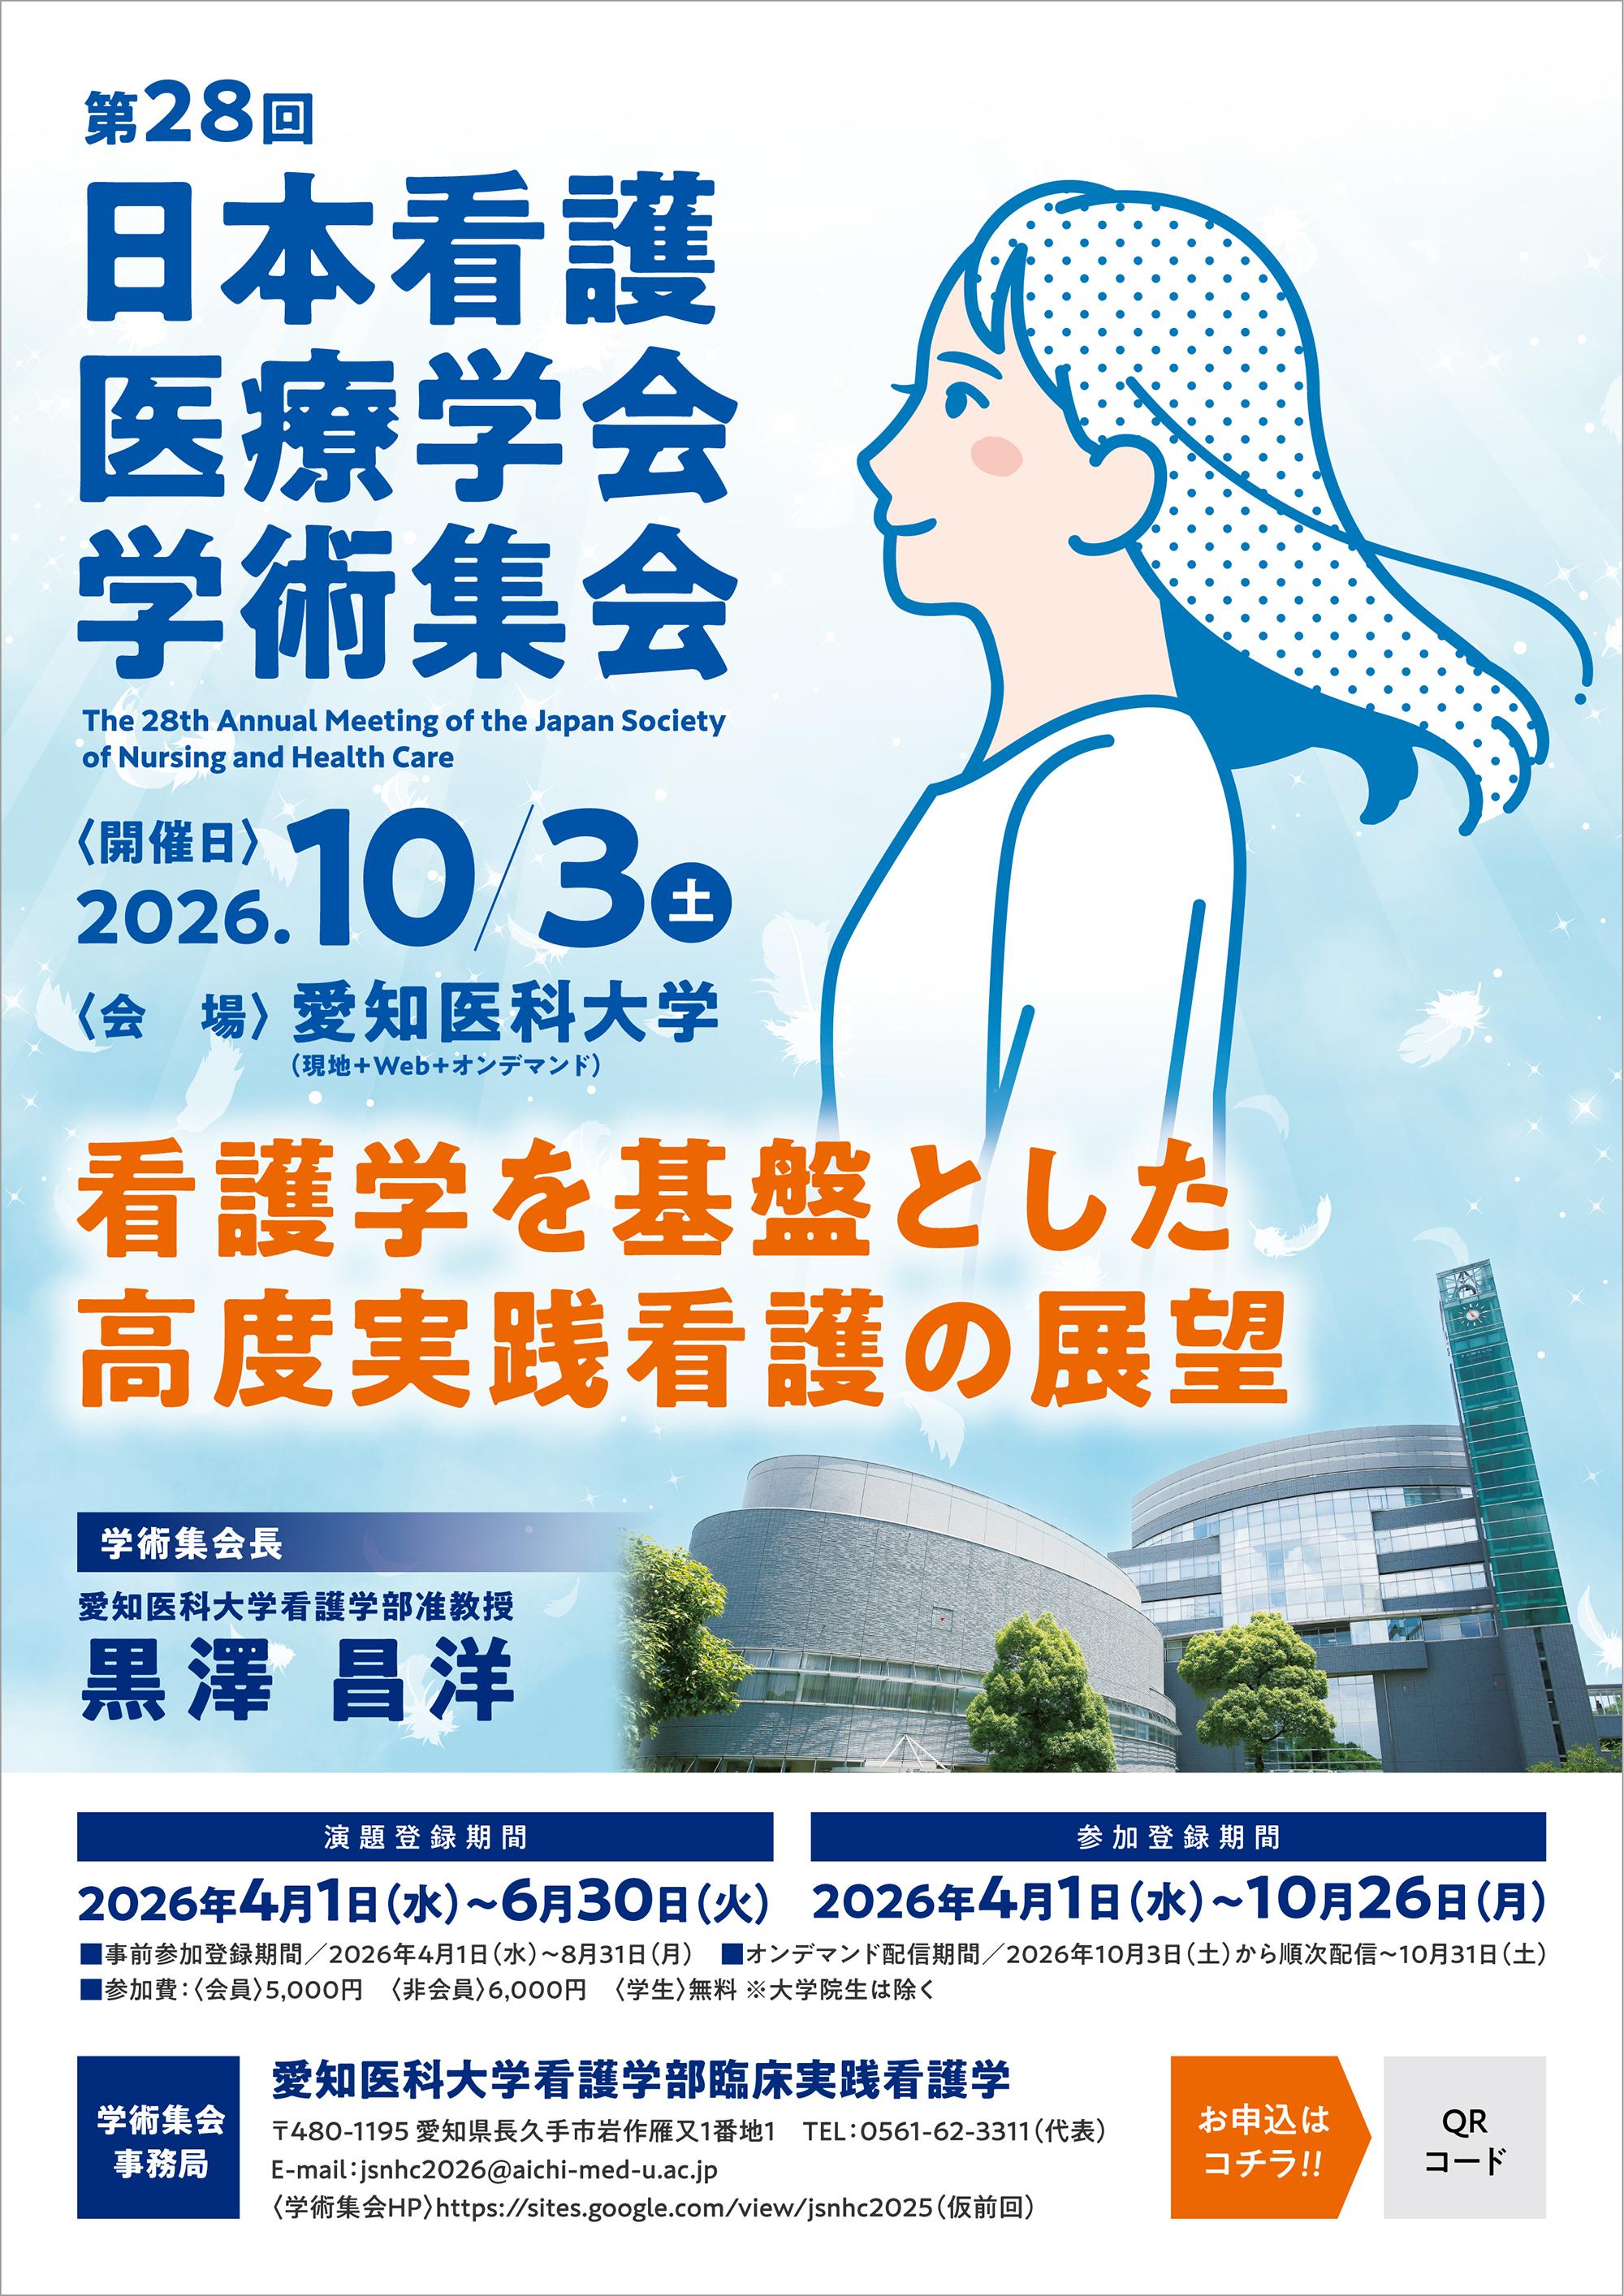 第28回
日本看護
医療学会
学術集会
The 28th Annual Meeting of the Japan Society
of Nursing and Health Care
〈開催日〉
2026.10/3土
〈会　場〉愛知医科大学
（現地＋Web＋オンデマンド）
看護学を基盤とした
高度実践看護の展望
学術集会長
愛知医科大学看護学部准教授
黒澤 昌洋
演題登録期間
2026年4月1日（水）～6月30日（火）
参加登録期間
2026年4月1日（水）～10月26日（月）
■事前参加登録期間／2026年4月1日（水）～8月31日（月）　■オンデマンド配信期間／2026年10月3日（土）から順次配信～10月31日（土）
■参加費：〈会員〉5,000円　〈非会員〉6,000円　〈学生〉無料 ※大学院生は除く
学術集会
事務局
愛知医科大学看護学部臨床実践看護学
〒480-1195 愛知県長久手市岩作雁又1番地1　TEL：0561-62-3311（代表）
E-mail：jsnhc2026@aichi-med-u.ac.jp
〈学術集会HP〉https://sites.google.com/view/jsnhc2025（仮前回）
お申込は
コチラ!!
QR
コード